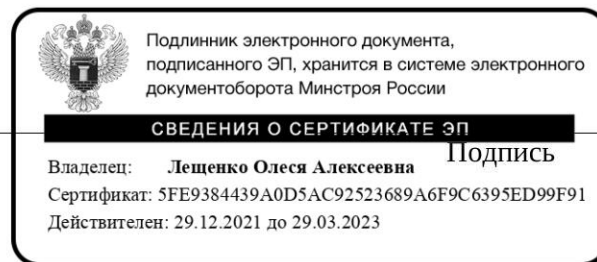 Подлинник электронного документа,
подписанного ЭП, хранится в системе электронного
документоборота Минстроя России
СВЕДЕНИЯ О СЕРТИФИКАТЕ ЭП
Подпись
Владелец: Лещенко Олеся Алексеевна
Сертификат: 5FE9384439A0D5AC92523689A6F9C6395ED99F91
Действителен: 29.12.2021 до 29.03.2023